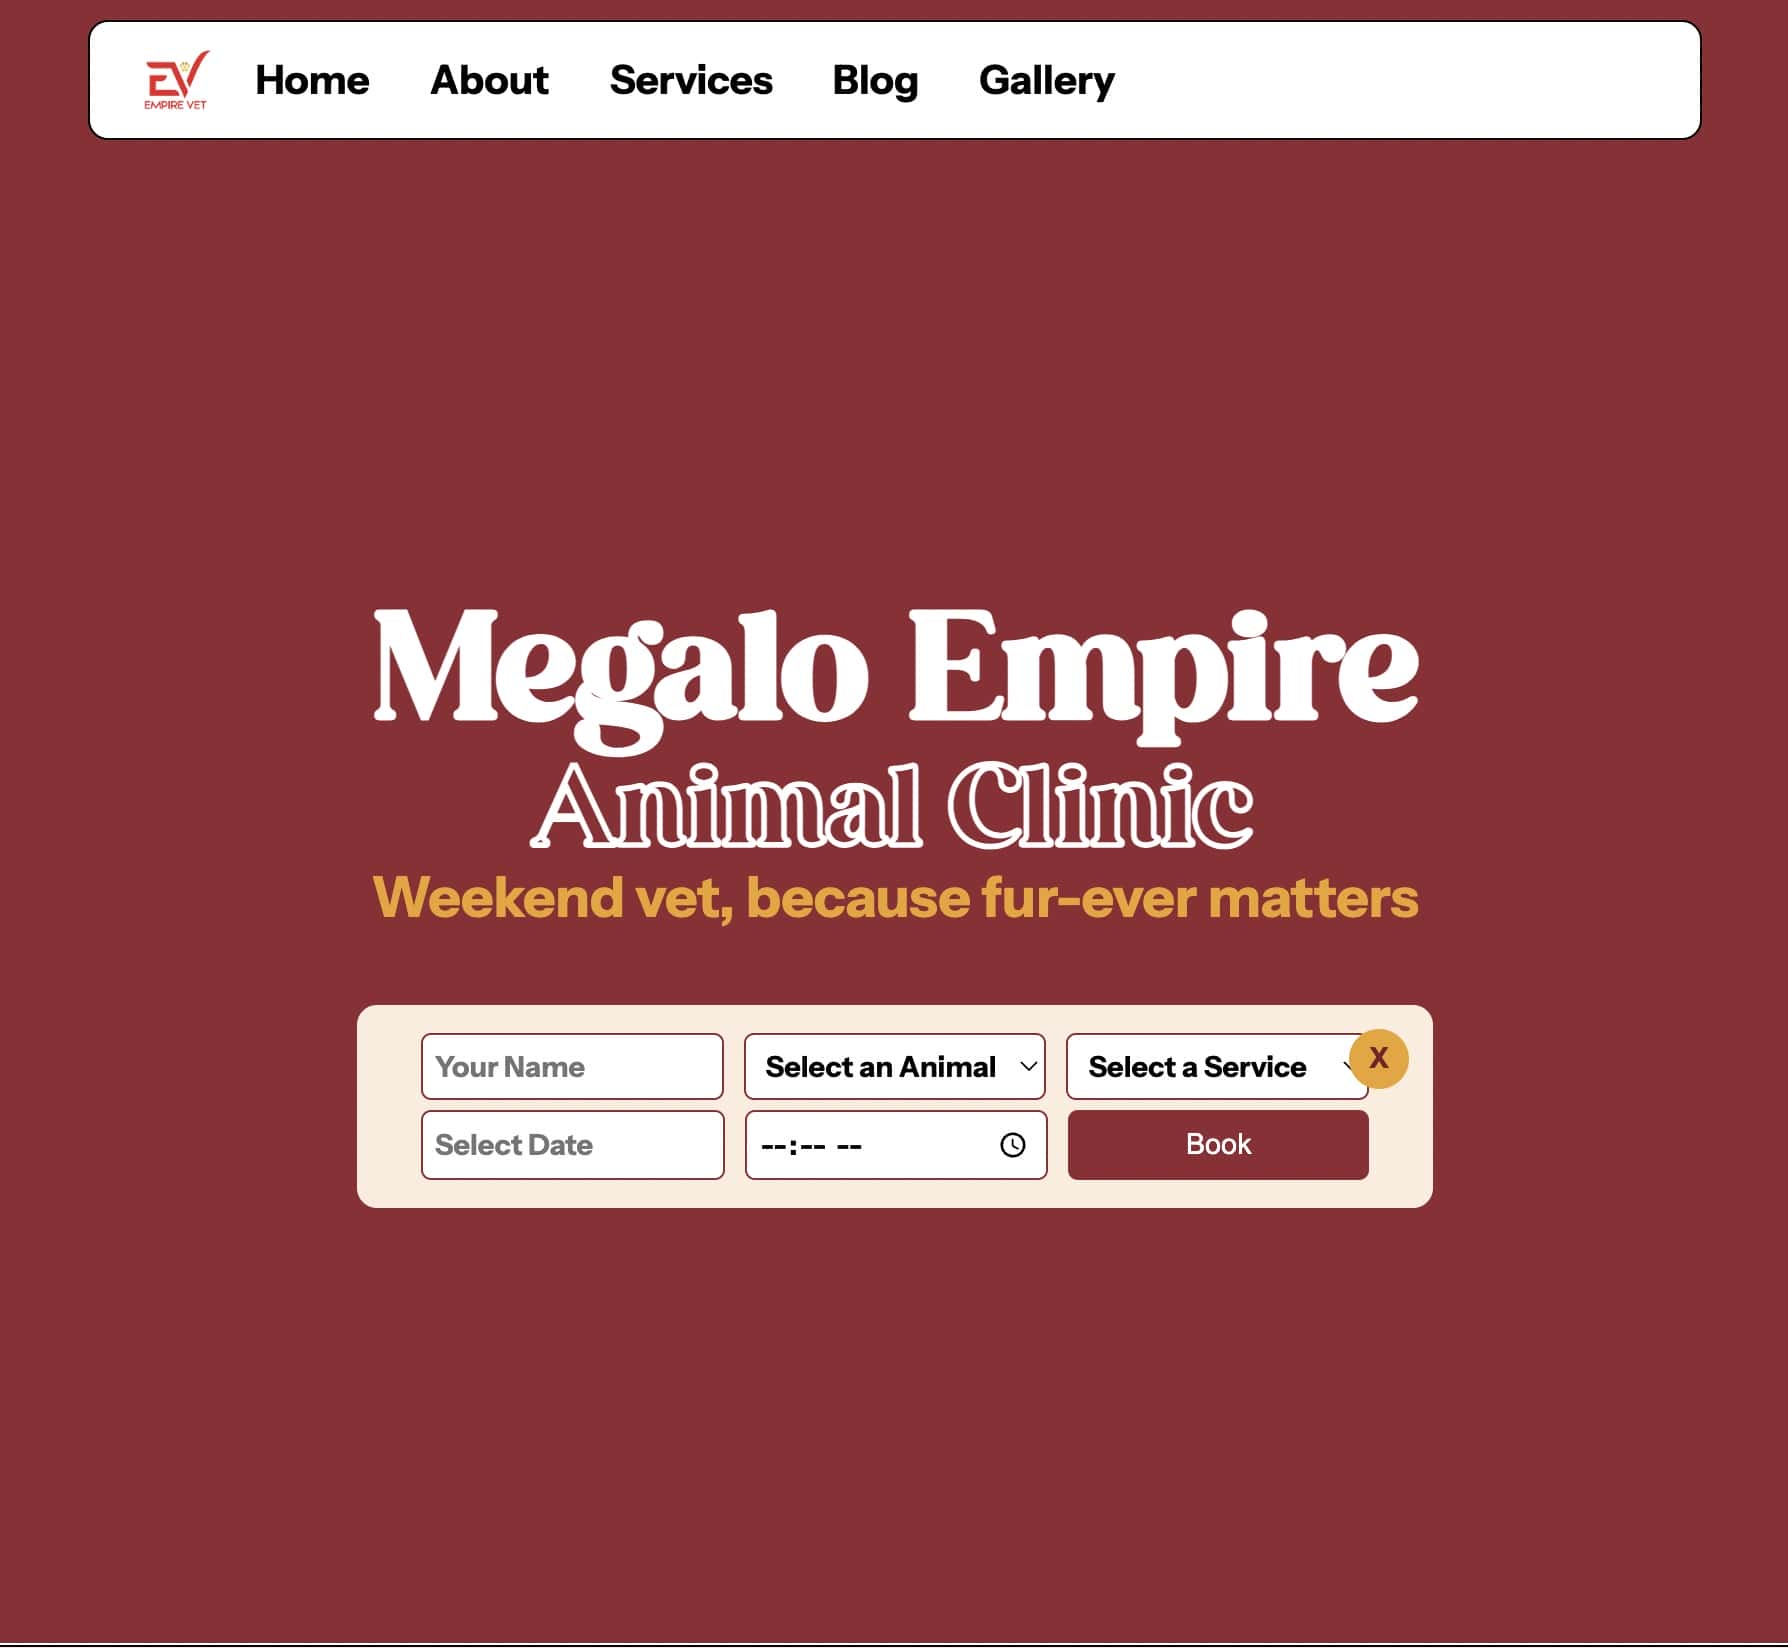 EV
EMPIRE VET
Home About Services Blog Gallery
Megalo Empire
Animal Clinic
Weekend vet, because fur-ever matters
Your Name Select an Animal Select a Service X
Select Date --:-- -- Book